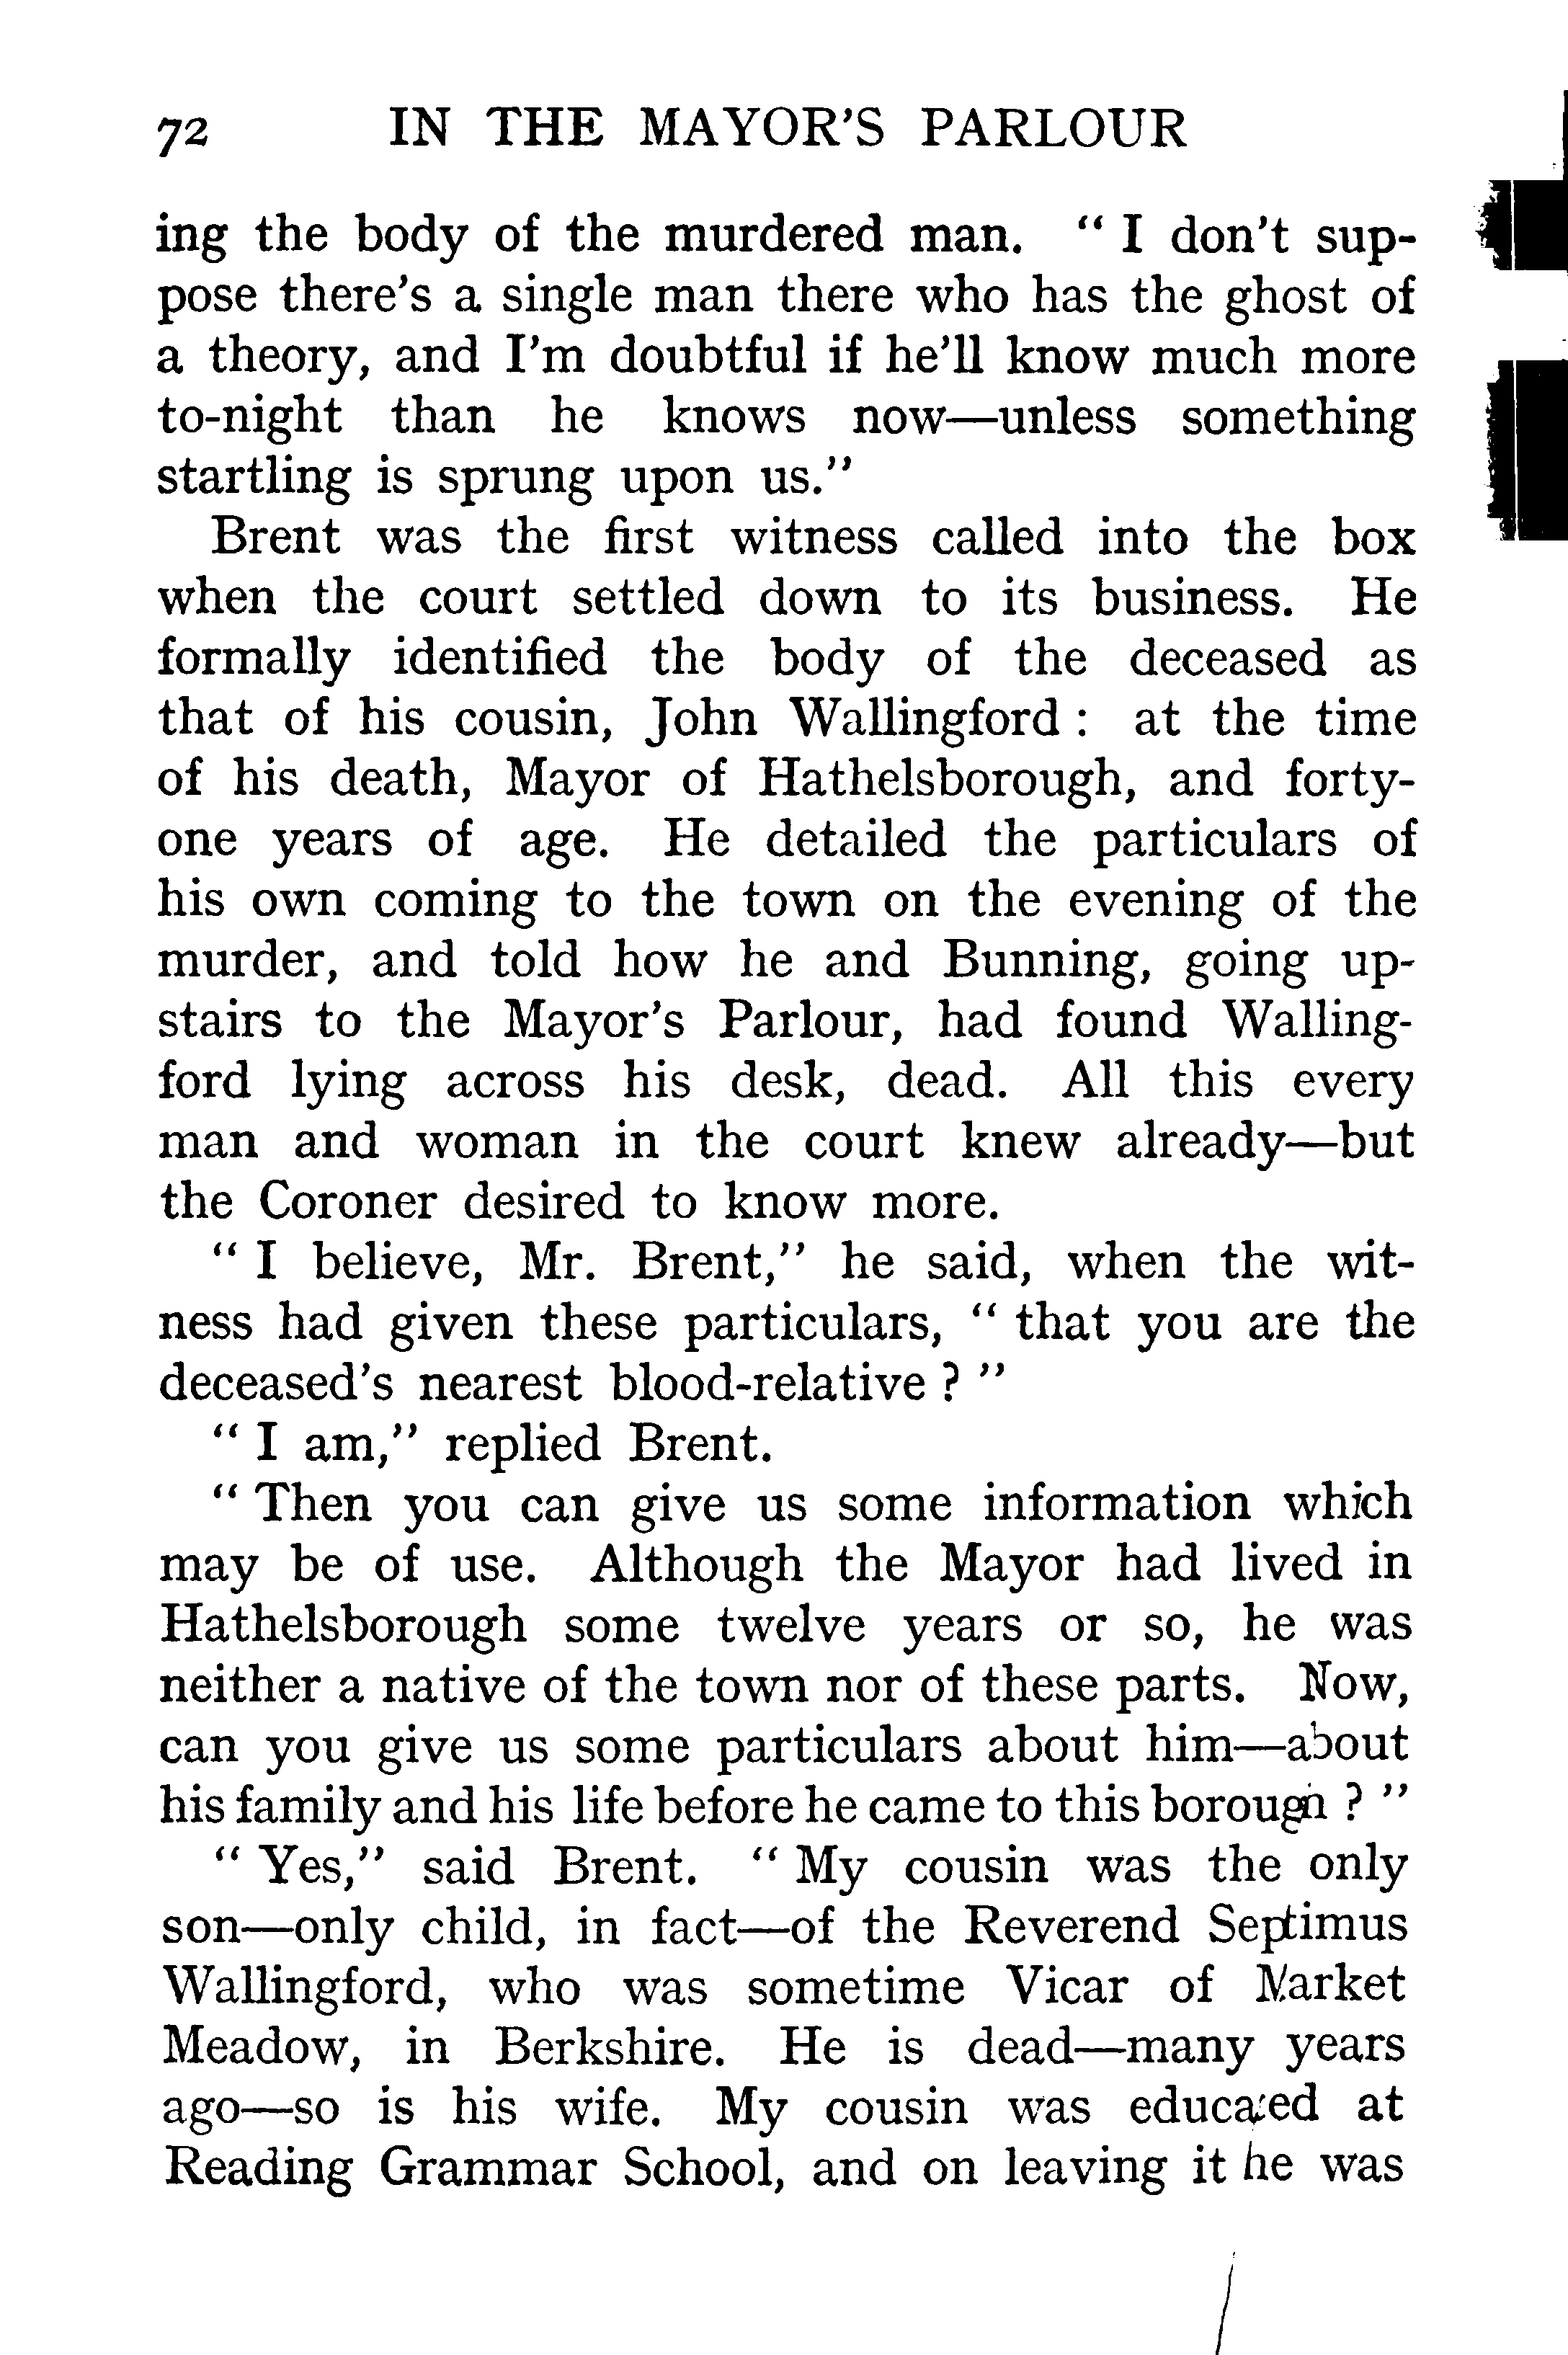 72 IN THE MAYOR'S PARLOUR
ing the body of the murdered man. " I don't sup-
pose there's a single man there who has the ghost of
a theory, and I'm doubtful if he'll know much more
to-night than he knows now—unless something
startling is sprung upon us."
Brent was the first witness called into the box
when the court settled down to its business. He
formally identified the body of the deceased as
that of his cousin, John Wallingford : at the time
of his death, Mayor of Hathelsborough, and forty-
one years of age. He detailed the particulars of
his own coming to the town on the evening of the
murder, and told how he and Bunning, going up-
stairs to the Mayor's Parlour, had found Walling-
ford lying across his desk, dead. All this every
man and woman in the court knew already—but
the Coroner desired to know more.
" I believe, Mr. Brent," he said, when the wit-
ness had given these particulars, " that you are the
deceased's nearest blood-relative ? "
" I am," replied Brent.
" Then you can give us some information which
may be of use. Although the Mayor had lived in
Hathelsborough some twelve years or so, he was
neither a native of the town nor of these parts. Now,
can you give us some particulars about him—about
his family and his life before he came to this borough ? "
" Yes," said Brent. " My cousin was the only
son—only child, in fact—of the Reverend Septimus
Wallingford, who was sometime Vicar of Market
Meadow, in Berkshire. He is dead—many years
ago—so is his wife. My cousin was educated at
Reading Grammar School, and on leaving it he was